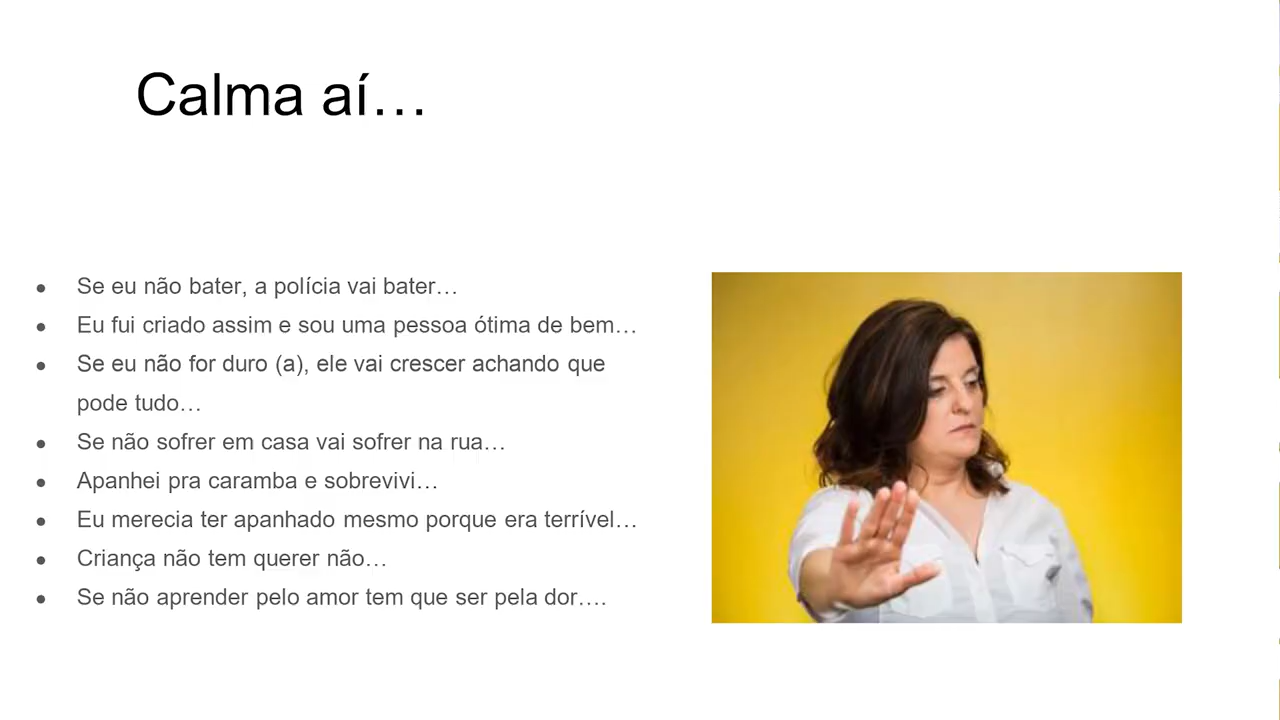 Calma aí…
● Se eu não bater, a polícia vai bater…
● Eu fui criado assim e sou uma pessoa ótima de bem…
● Se eu não for duro (a), ele vai crescer achando que
pode tudo…
● Se não sofrer em casa vai sofrer na rua…
● Apanhei pra caramba e sobrevivi…
● Eu merecia ter apanhado mesmo porque era terrível…
● Criança não tem querer não…
● Se não aprender pelo amor tem que ser pela dor….